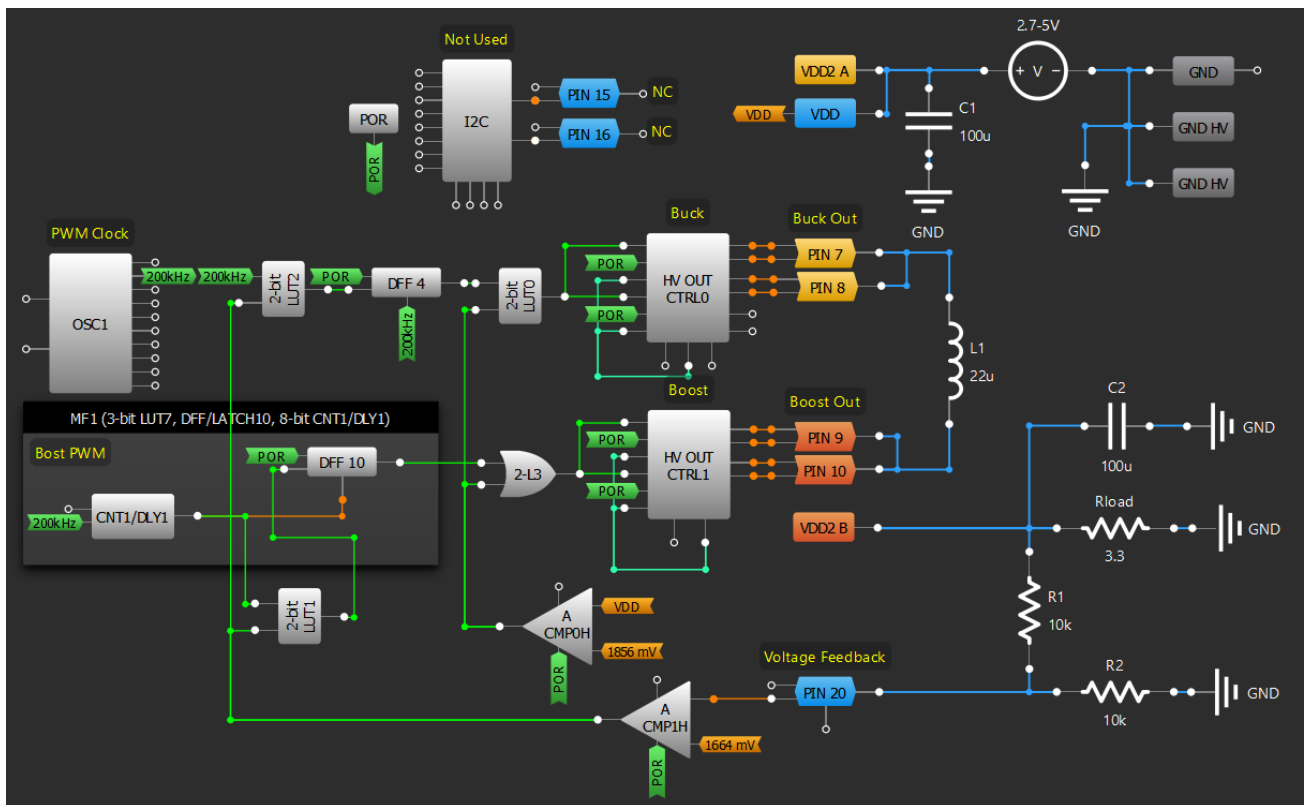 2.7-5V
Not Used
VDD2 A
+ V -
GND
I2C
PIN 15
NC
VDD
VDD
C1
100u
POR
PIN 16
NC
GND HV
POR
GND HV
GND
GND
PWM Clock
Buck
Buck Out
200kHz
200kHz
2-bit
LUT2
POR
DFF 4
2-bit
LUT0
POR
HV OUT
CTRL0
PIN 7
PIN 8
OSC1
200kHz
POR
L1
22u
Boost
Boost Out
C2
100u
GND
MF1 (3-bit LUT7, DFF/LATCH10, 8-bit CNT1/DLY1)
Bost PWM
POR
DFF 10
2-L3
POR
HV OUT
CTRL1
POR
PIN 9
PIN 10
CNT1/DLY1
200kHz
VDD2 B
Rload
3.3
GND
2-bit
LUT1
A
CMP0H
VDD
1856 mV
POR
R1
10k
Voltage Feedback
A
CMP1H
PIN 20
1664 mV
POR
R2
10k
GND